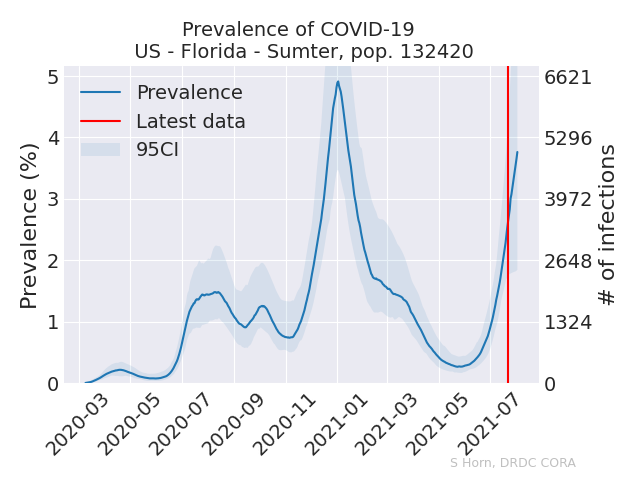 Prevalence of COVID-19
US - Florida - Sumter, pop. 132420
Prevalence
Latest data
95CI
Prevalence (%)
5
4
3
2
1
0
6621
5296
3972
2648
1324
0
# of infections
2020-03
2020-05
2020-07
2020-09
2020-11
2021-01
2021-03
2021-05
2021-07
S Horn, DRDC CORA